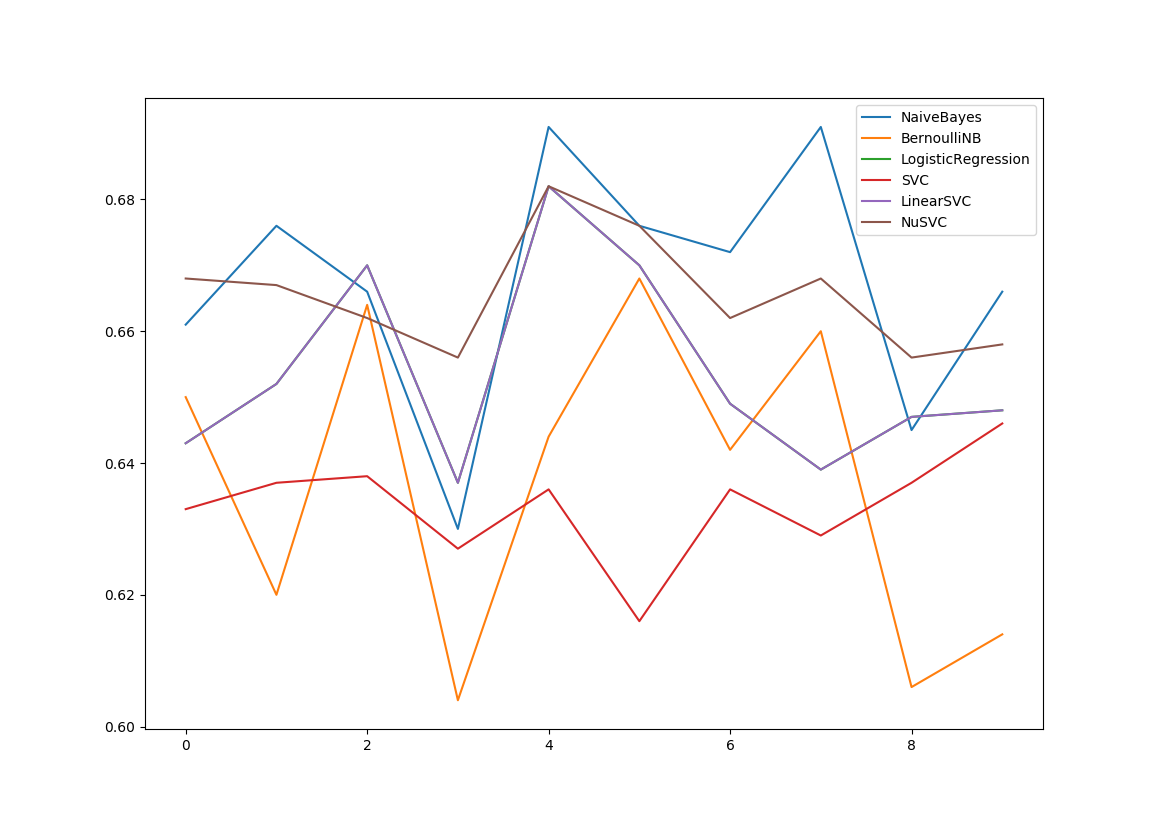 NaiveBayes
BernoulliNB
LogisticRegression
SVC
LinearSVC
NuSVC
0.68
0.66
0.64
0.62
0.60
0 2 4 6 8